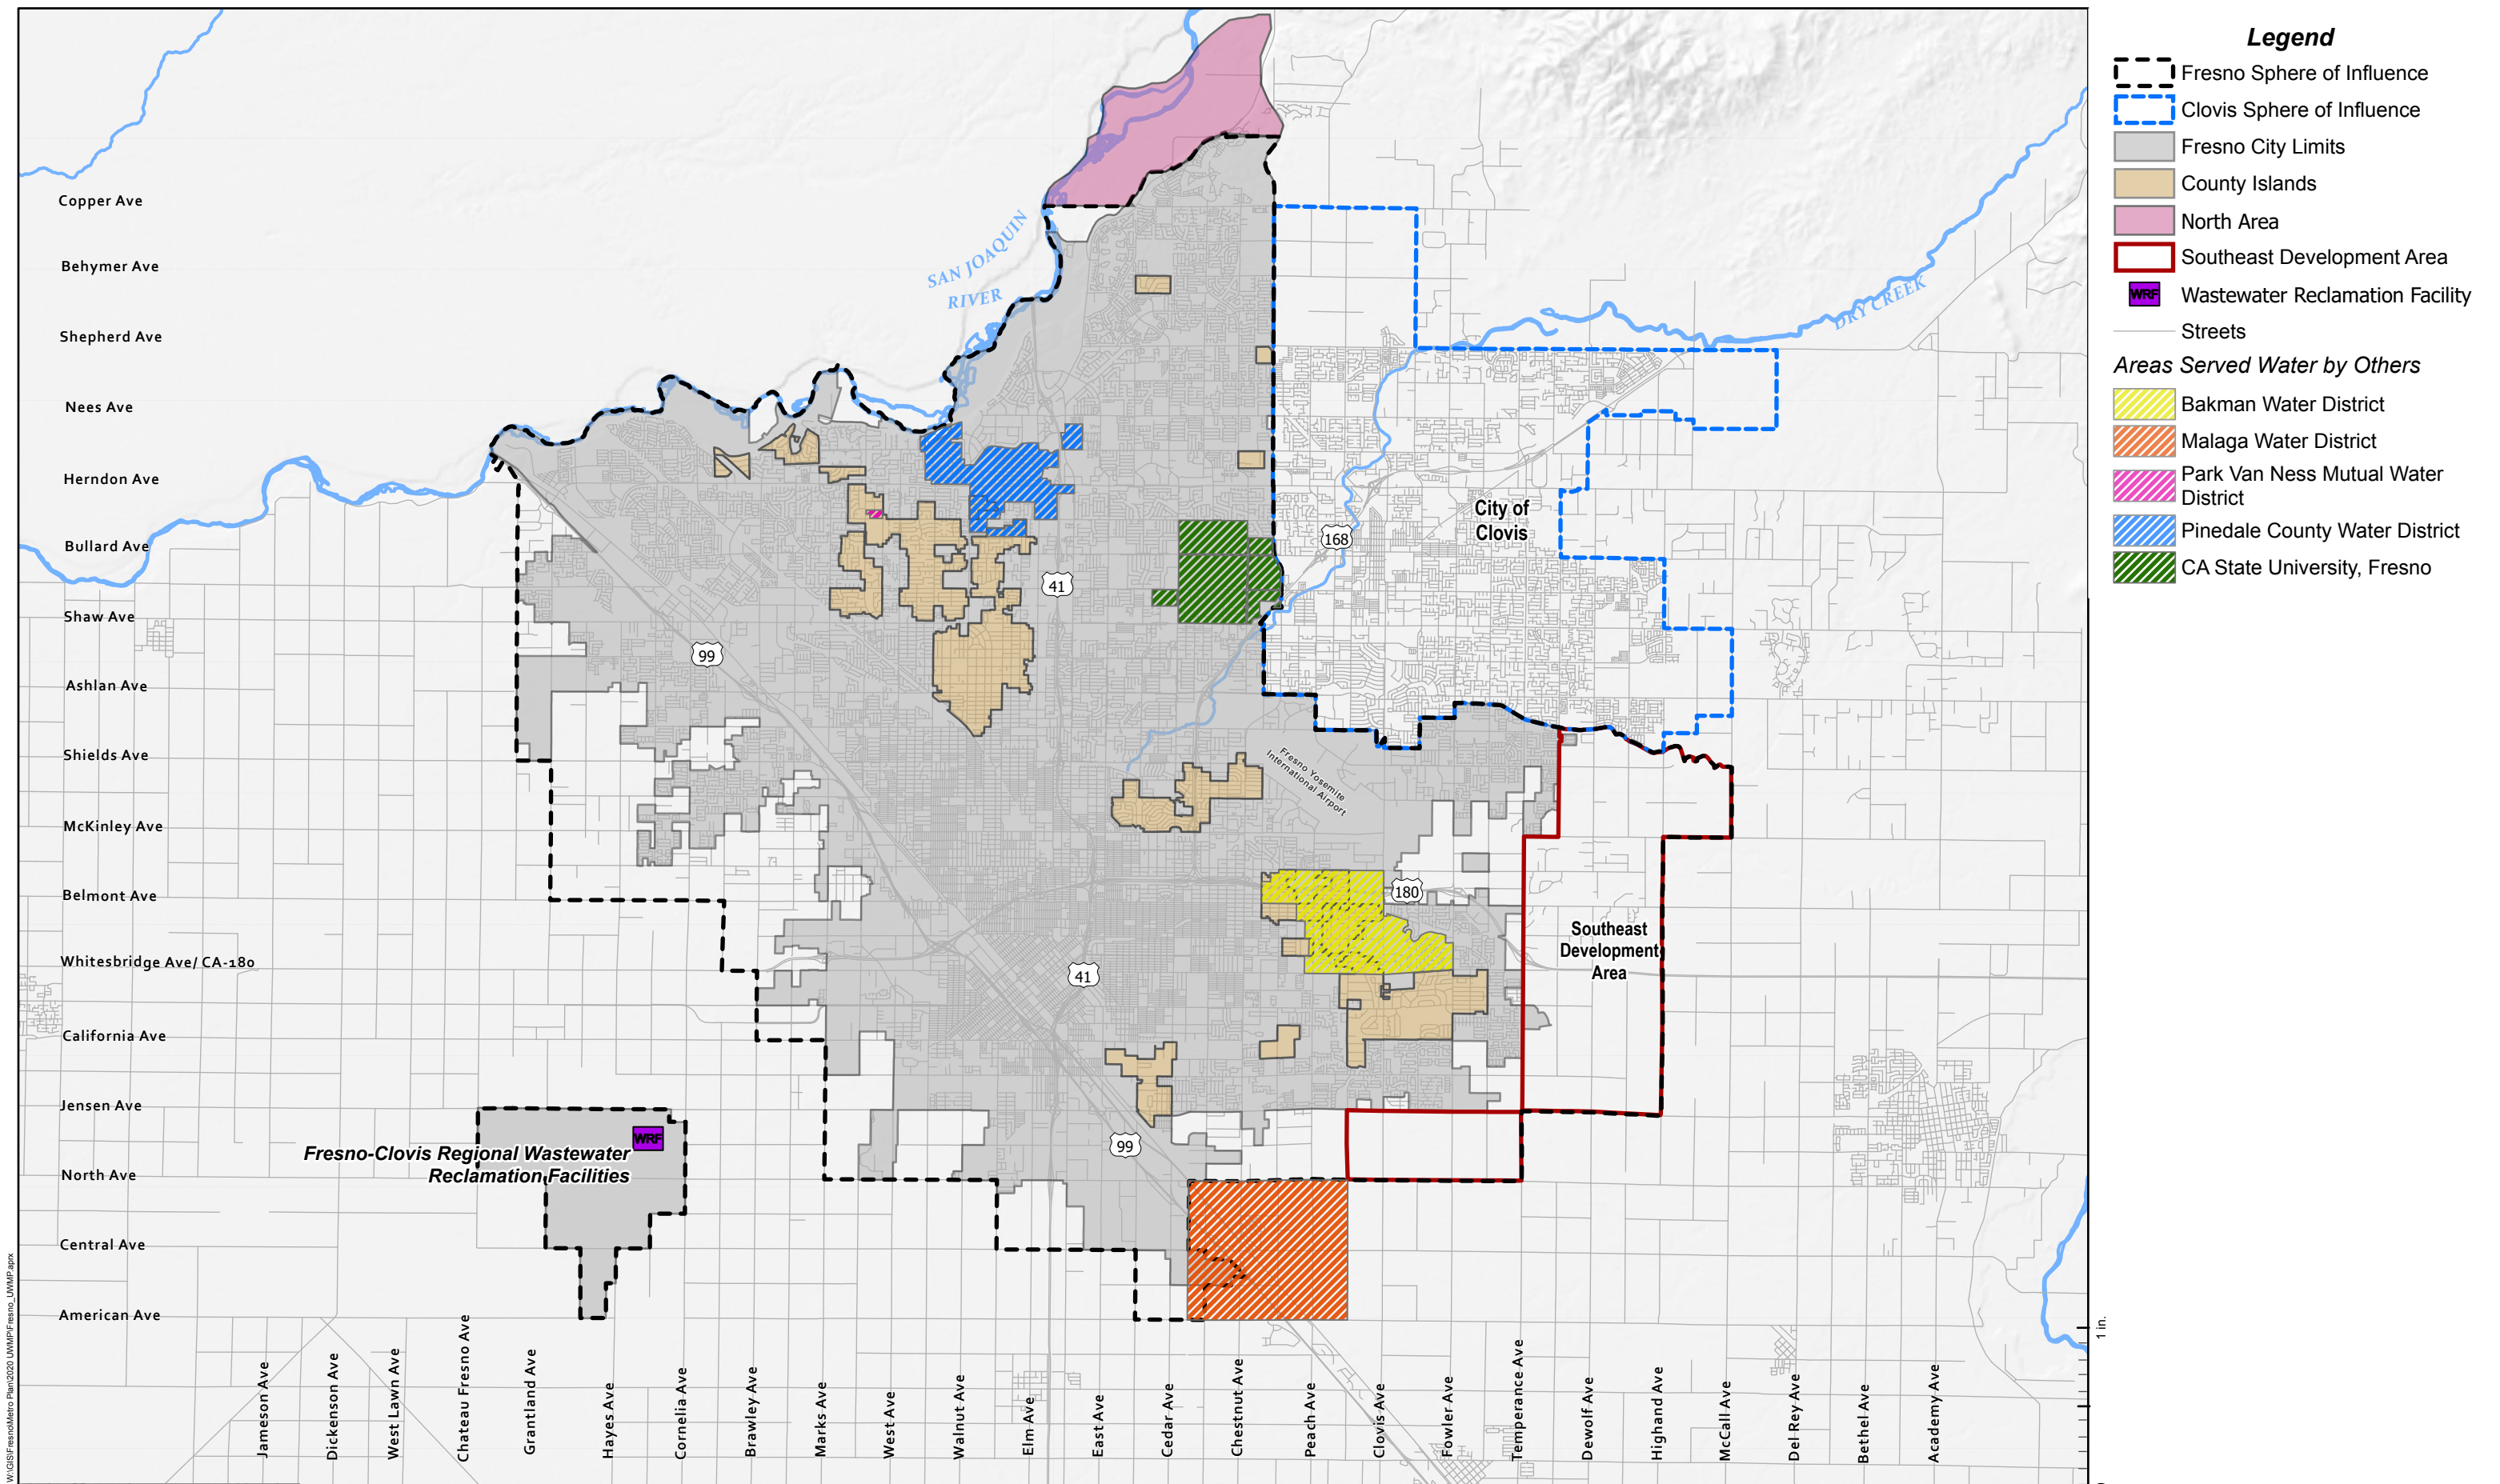 Legend
Fresno Sphere of Influence
Clovis Sphere of Influence
Fresno City Limits
County Islands
North Area
Southeast Development Area
WRF
Wastewater Reclamation Facility
Streets
Areas Served Water by Others
Bakman Water District
Malaga Water District
Park Van Ness Mutual Water
District
Pinedale County Water District
CA State University, Fresno
Copper Ave
Behymer Ave
Shepherd Ave
Nees Ave
Herndon Ave
Bullard Ave
Shaw Ave
Ashlan Ave
Shields Ave
McKinley Ave
Belmont Ave
Whitesbridge Ave/ CA-180
California Ave
Jensen Ave
North Ave
Central Ave
American Ave
SAN JOAQUIN
RIVER
DRY CREEK
City of
Clovis
168
41
99
Fresno Yosemite
International Airport
180
Southeast
Development
Area
41
99
WRF
Fresno-Clovis Regional Wastewater
Reclamation Facilities
Jameson Ave
Dickenson Ave
West Lawn Ave
Chateau Fresno Ave
Grantland Ave
Hayes Ave
Cornelia Ave
Brawley Ave
Marks Ave
West Ave
Walnut Ave
Elm Ave
East Ave
Cedar Ave
Chestnut Ave
Peach Ave
Clovis Ave
Fowler Ave
Temperance Ave
Dewolf Ave
Highland Ave
McCall Ave
Del Rey Ave
Bethel Ave
Academy Ave
1 in.
W:\GIS\Fresno\Metro Plan\2020 UWMP\Fresno_UWMP.aprx